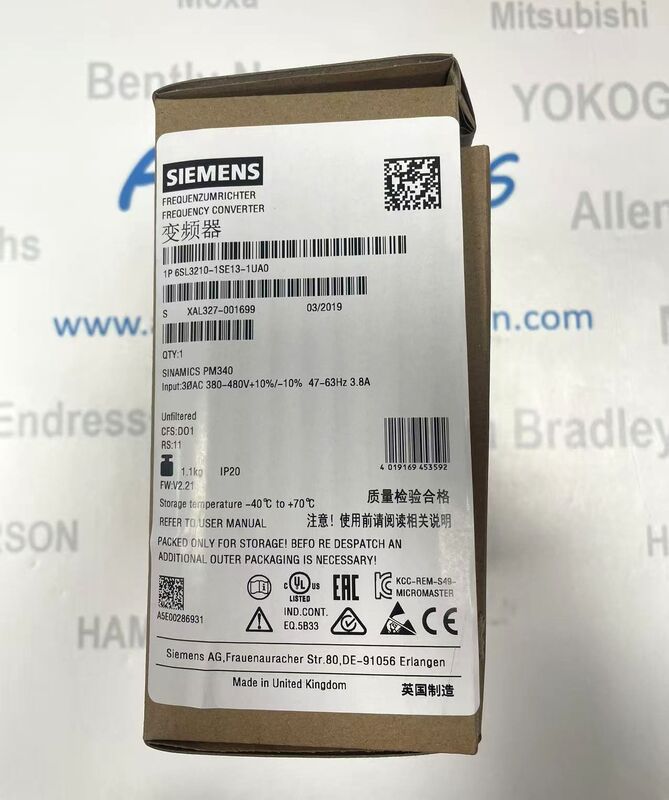 Moxa
Mitsubishi
Bently N
YOKOG
A
s
Allen
hs
www.
on.com
Endress
Bradley
RSON
HAM
SIEMENS
FREQUENZUMRICHTER
FREQUENCY CONVERTER
变频器
1P 6SL3210-1SE13-1UA0
S XAL327-001699 03/2019
QTY:1
SINAMICS PM340
Input:3ØAC 380-480V+10%/-10% 47-63Hz 3.8A
Unfiltered
CFS:D01
RS:11
4 019169 453592
1.1kg IP20
FW:V2.21
质量检验合格
Storage temperature -40℃ to +70℃
REFER TO USER MANUAL 注意！使用前请阅读相关说明
PACKED ONLY FOR STORAGE! BEFO RE DESPATCH AN
ADDITIONAL OUTER PACKAGING IS NECESSARY!
A5E00286931
c UL us
LISTED
IND.CONT.
EQ.5B33
EAC
KCC-REM-S49-
MICROMASTER
CE
Siemens AG,Frauenauracher Str.80,DE-91056 Erlangen
Made in United Kingdom 英国制造